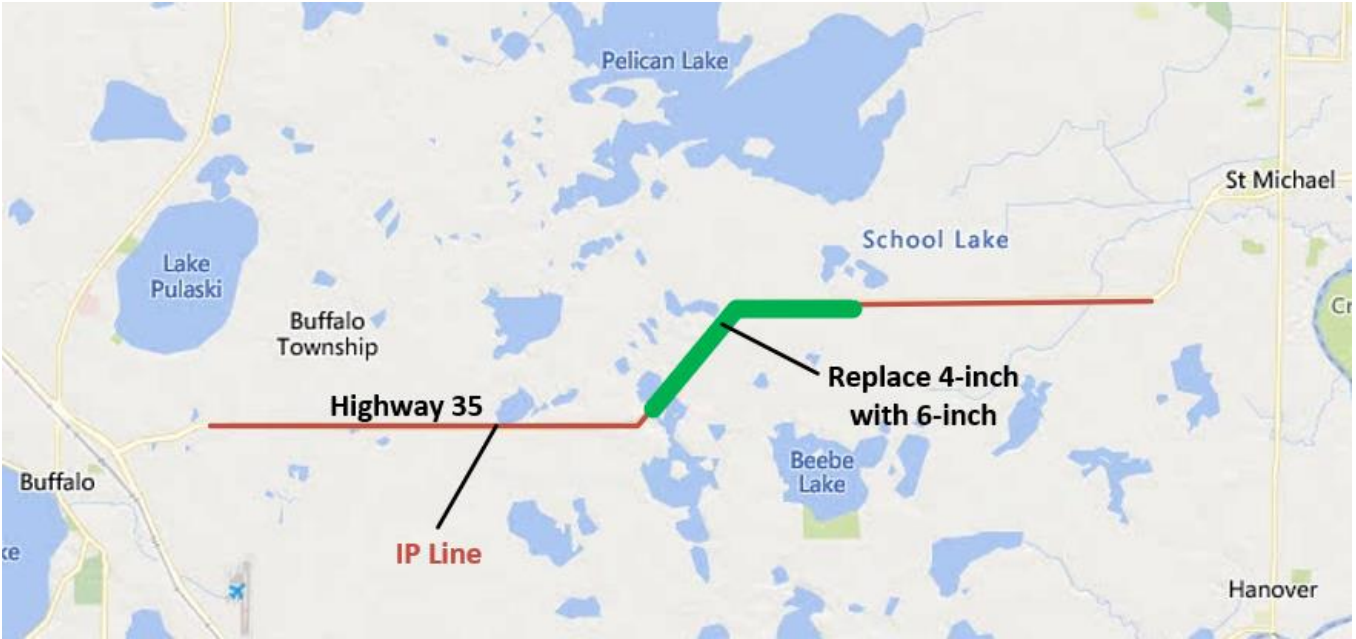 Pelican Lake
St Michael
School Lake
Lake
Pulaski
Buffalo
Township
Highway 35
Replace 4-inch
with 6-inch
Beebe
Lake
Buffalo
IP Line
Hanover